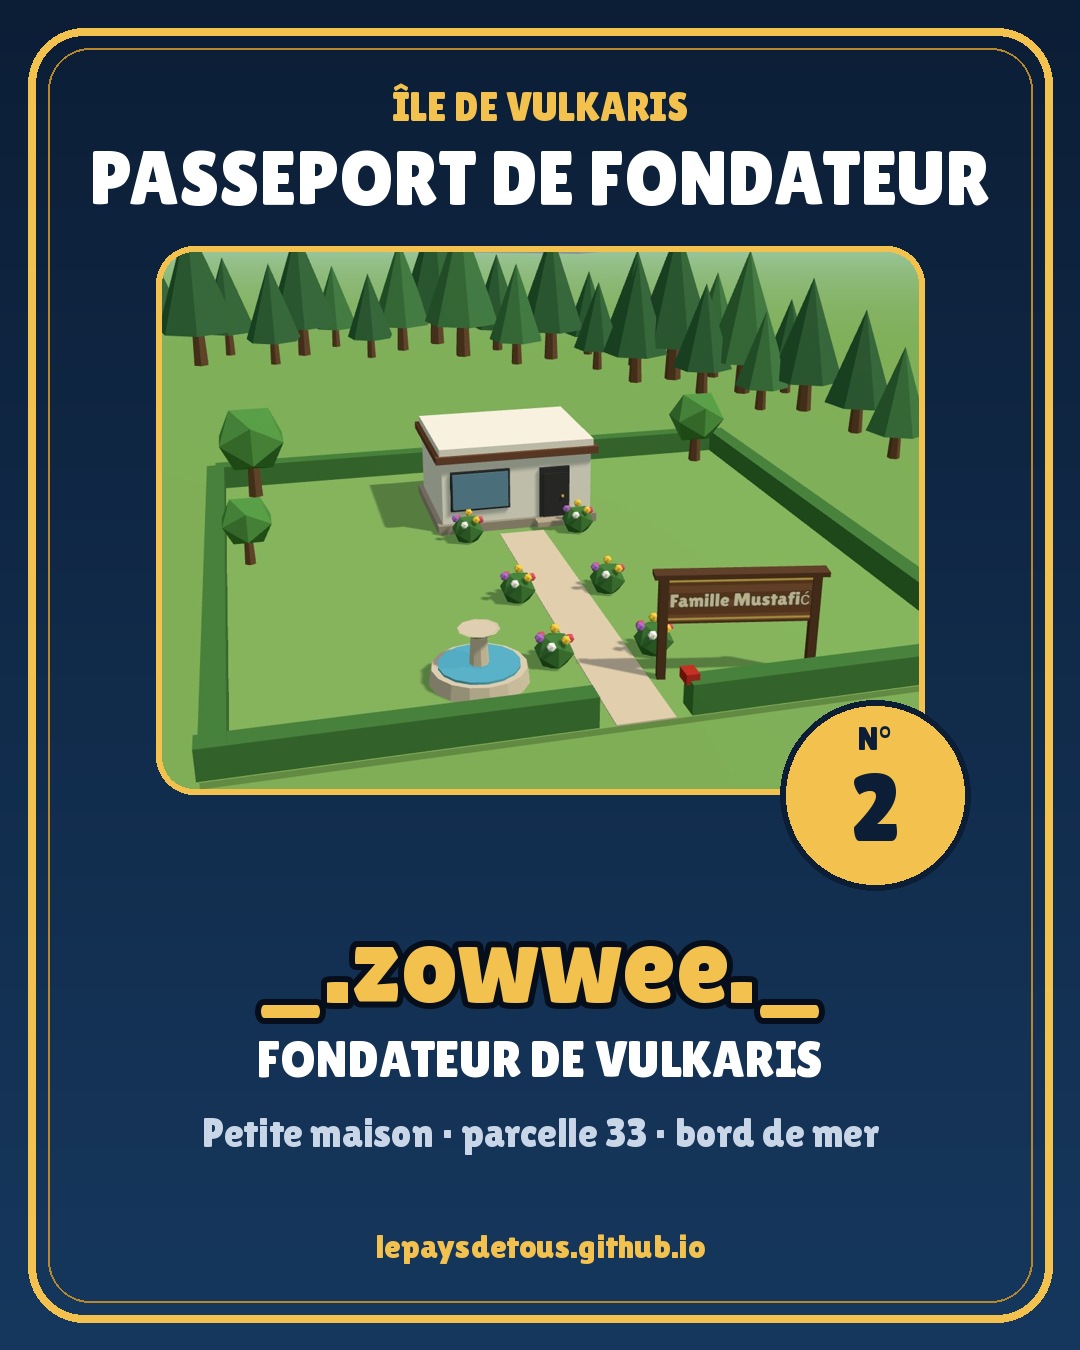 ÎLE DE VULKARIS
PASSEPORT DE FONDATEUR
Famille Mustafić
N°
2
_.zowwee._
FONDATEUR DE VULKARIS
Petite maison · parcelle 33 · bord de mer
lepaysdetous.github.io